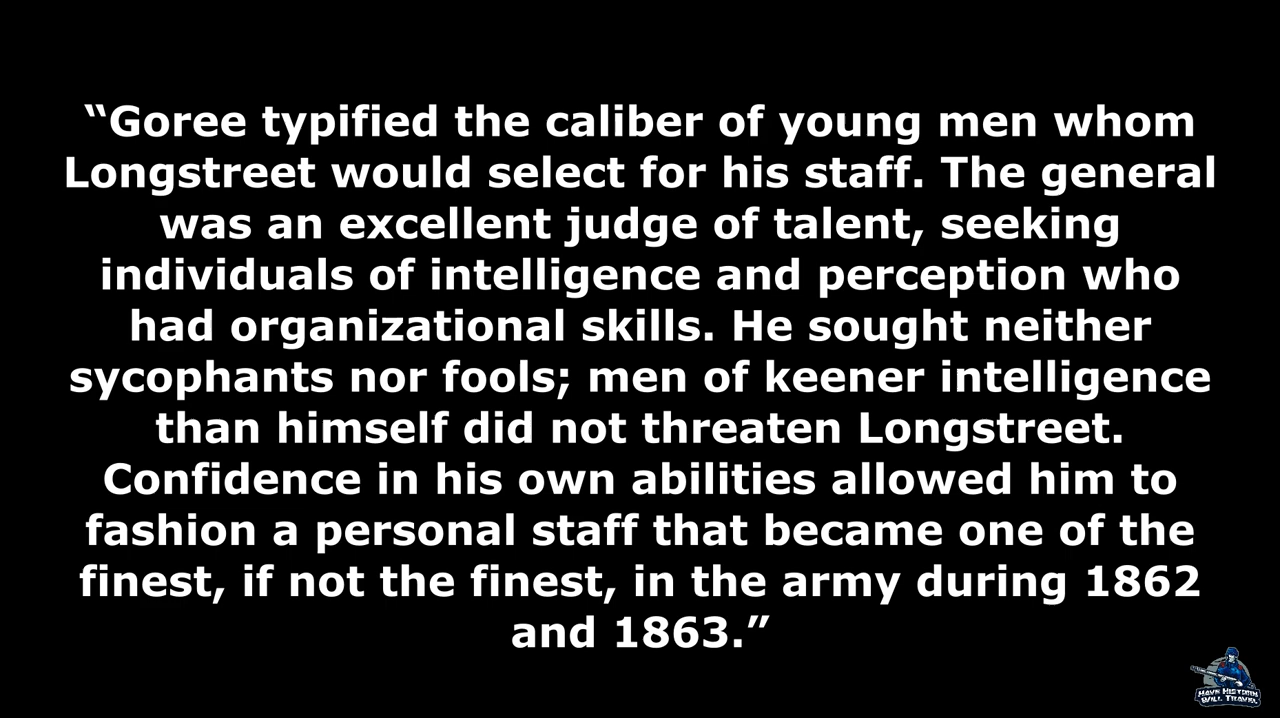 “Goree typified the caliber of young men whom
Longstreet would select for his staff. The general
was an excellent judge of talent, seeking
individuals of intelligence and perception who
had organizational skills. He sought neither
sycophants nor fools; men of keener intelligence
than himself did not threaten Longstreet.
Confidence in his own abilities allowed him to
fashion a personal staff that became one of the
finest, if not the finest, in the army during 1862
and 1863.”
Have History
Will Travel